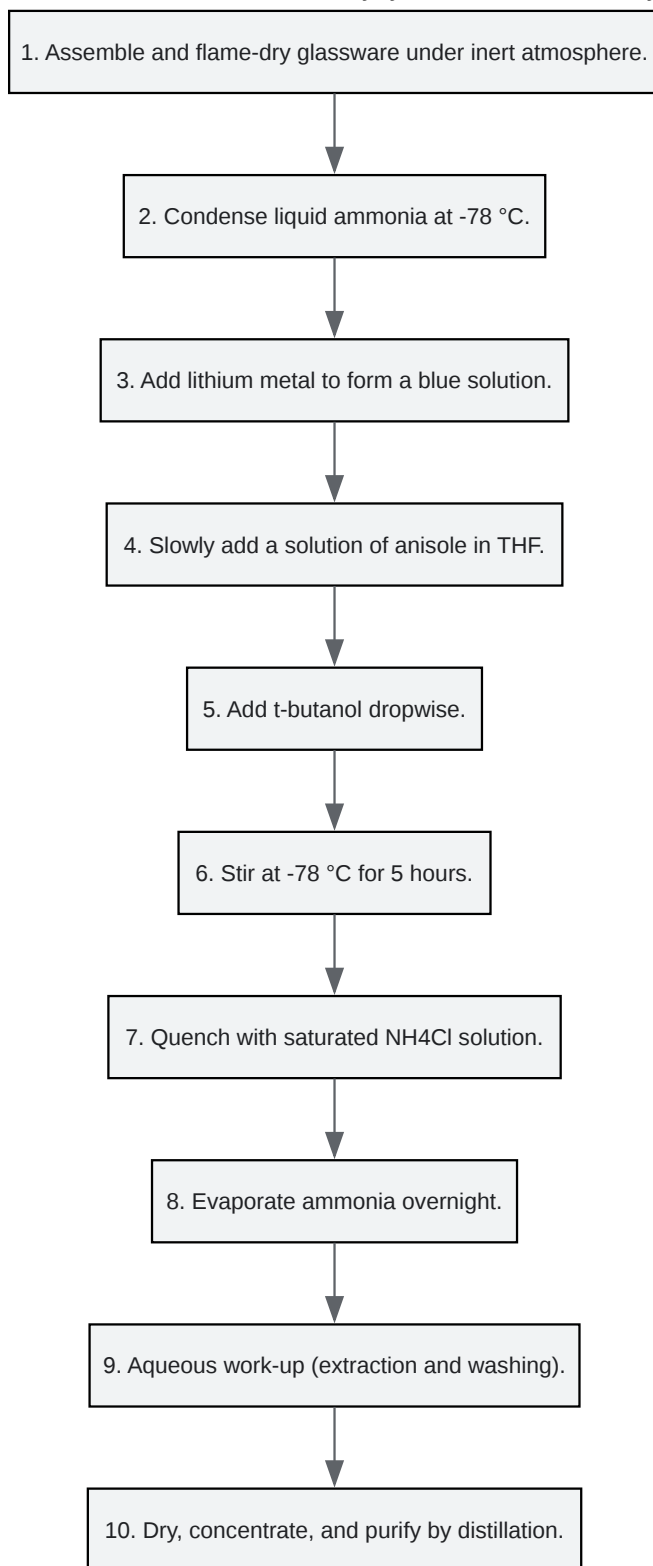 1. Assemble and flame-dry glassware under inert atmosphere.
2. Condense liquid ammonia at -78 °C.
3. Add lithium metal to form a blue solution.
4. Slowly add a solution of anisole in THF.
5. Add t-butanol dropwise.
6. Stir at -78 °C for 5 hours.
7. Quench with saturated NH4Cl solution.
8. Evaporate ammonia overnight.
9. Aqueous work-up (extraction and washing).
10. Dry, concentrate, and purify by distillation.